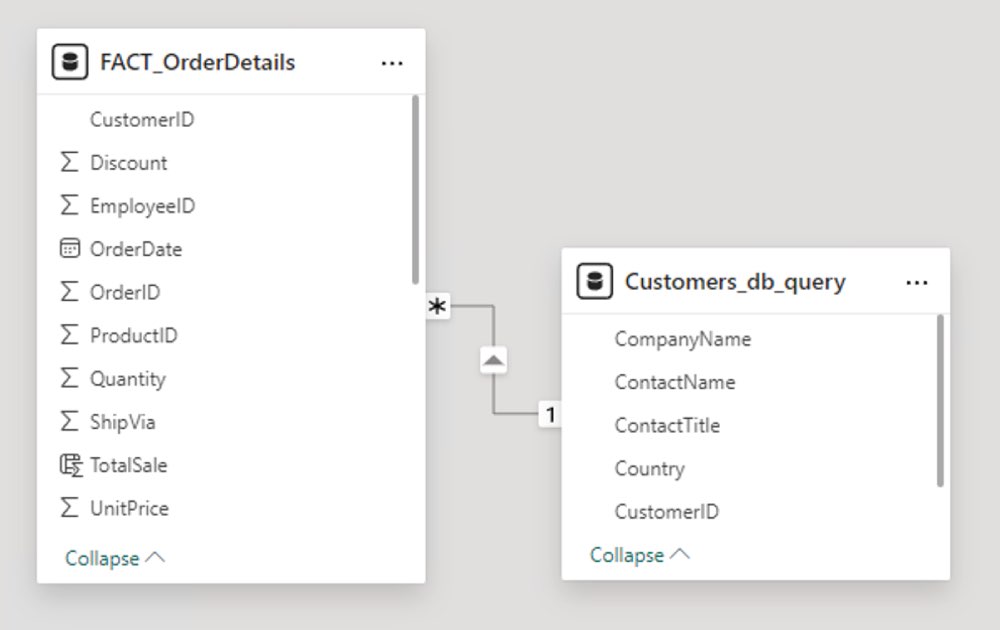 FACT_OrderDetails
CustomerID
Discount
EmployeeID
OrderDate
OrderID
ProductID
Quantity
ShipVia
TotalSale
UnitPrice
Collapse
*
1
Customers_db_query
CompanyName
ContactName
ContactTitle
Country
CustomerID
Collapse